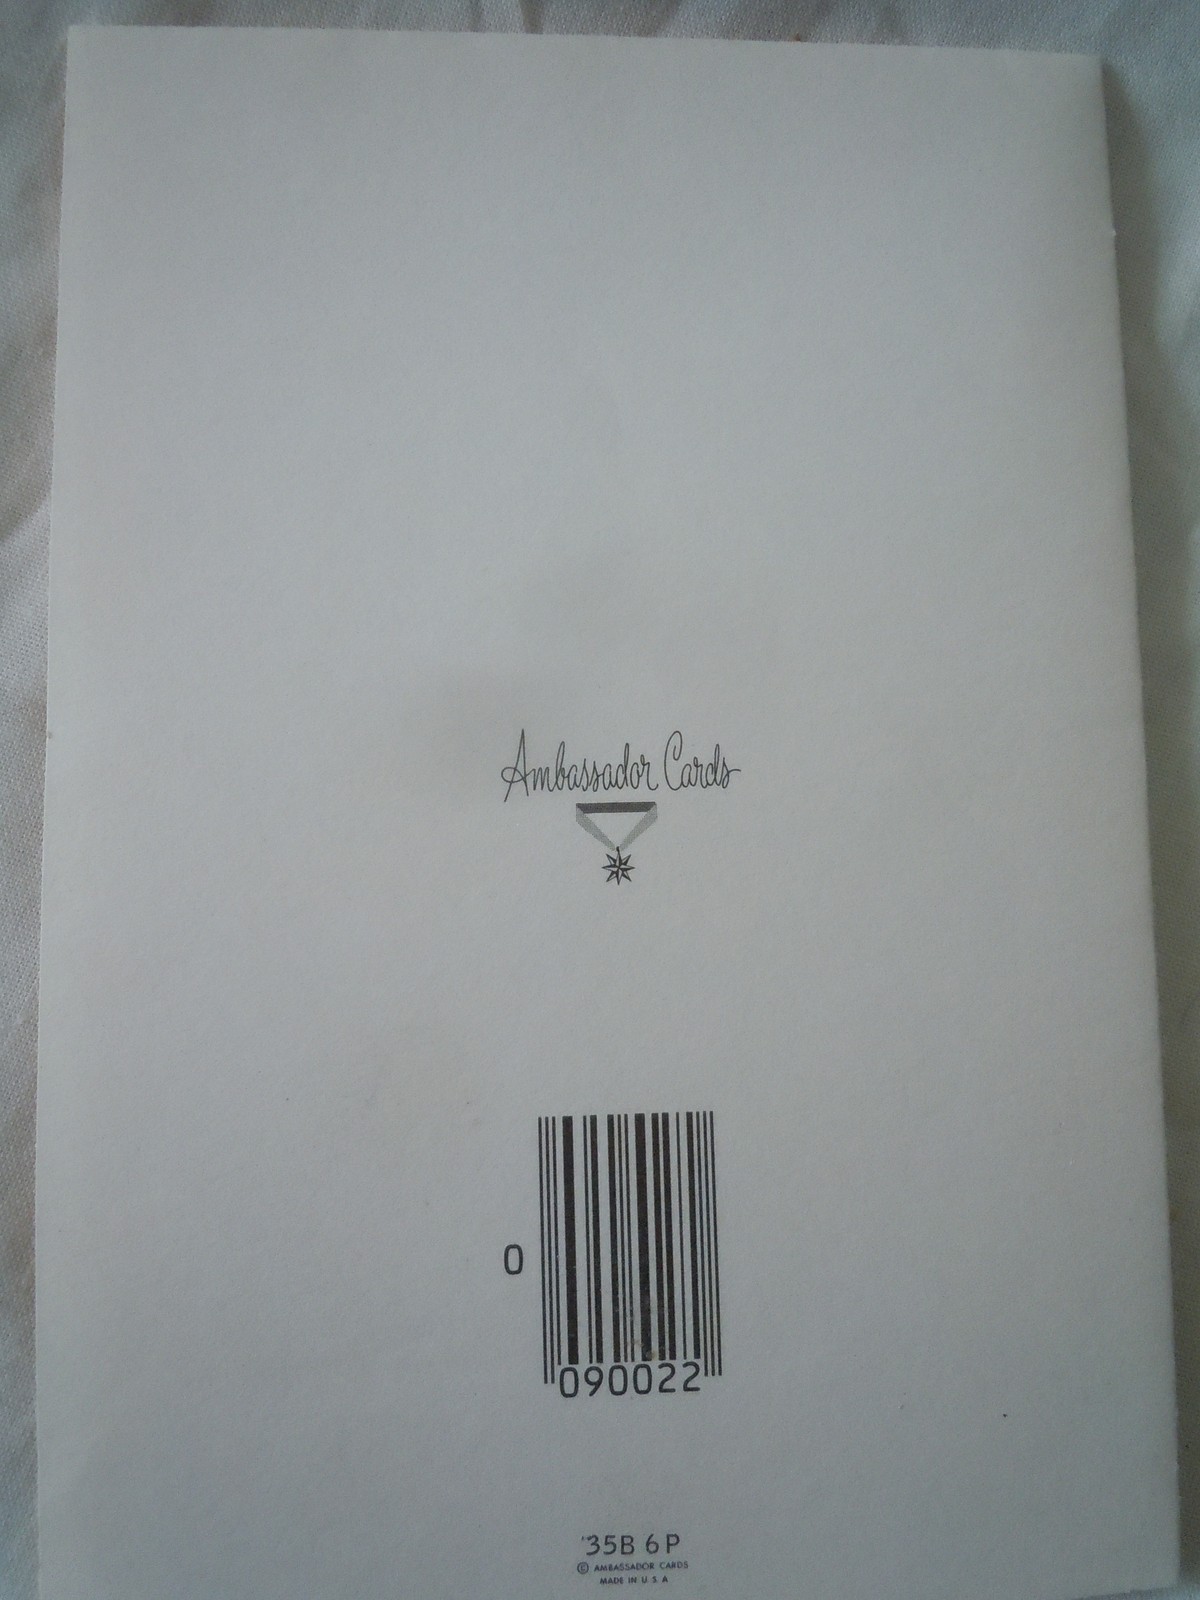 Ambassador Cards
0
090022
35B 6P
© AMBASSADOR CARDS
MADE IN U.S.A